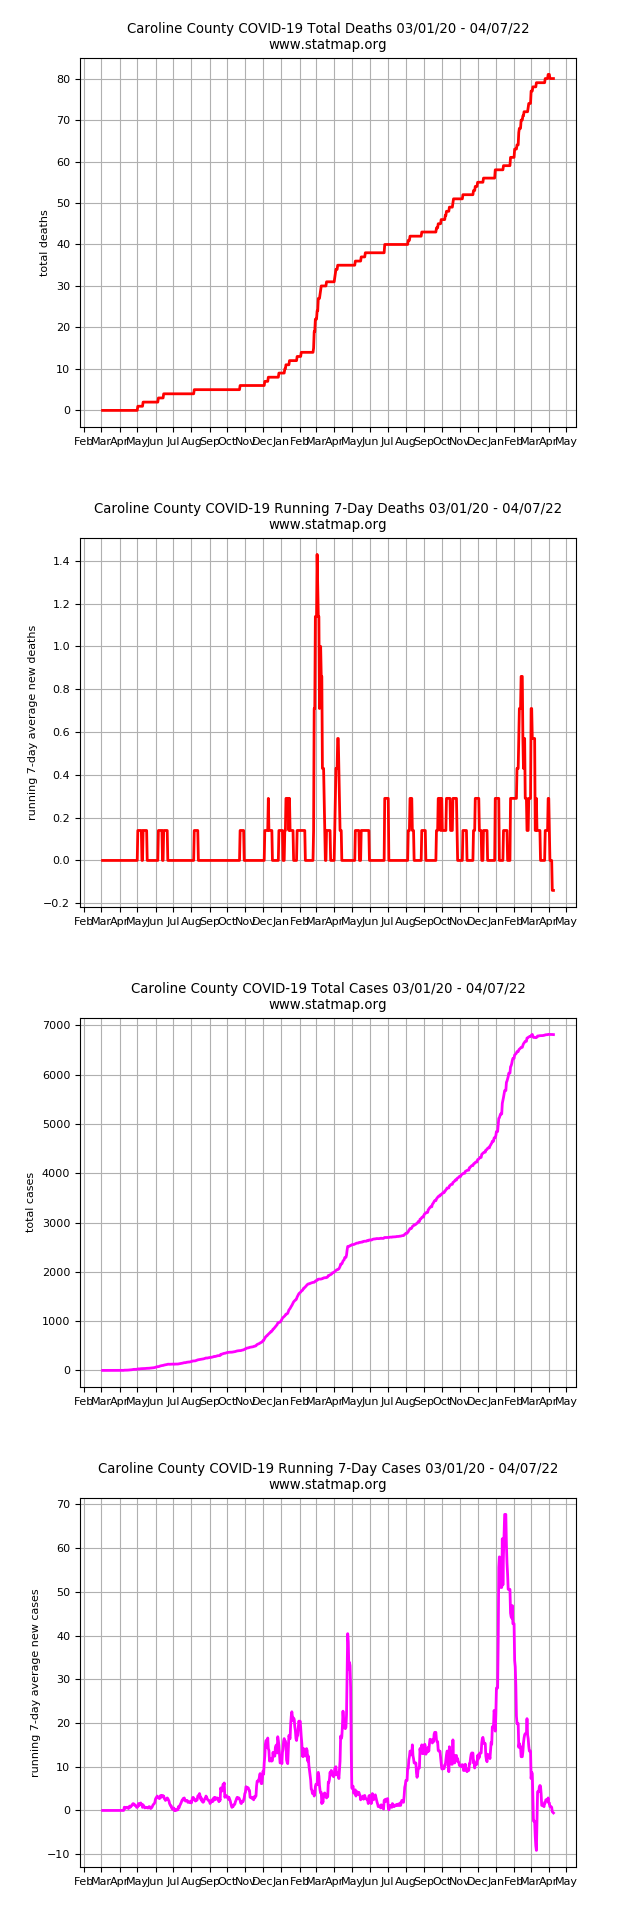 Caroline County COVID-19 Total Deaths 03/01/20 - 04/07/22
www.statmap.org
80
70
60
50
40
30
20
10
0
total deaths
Feb Mar Apr May Jun Jul Aug Sep Oct Nov Dec Jan Feb Mar Apr May Jun Jul Aug Sep Oct Nov Dec Jan Feb Mar Apr May
Caroline County COVID-19 Running 7-Day Deaths 03/01/20 - 04/07/22
www.statmap.org
1.4
1.2
1.0
0.8
0.6
0.4
0.2
0.0
−0.2
running 7-day average new deaths
Feb Mar Apr May Jun Jul Aug Sep Oct Nov Dec Jan Feb Mar Apr May Jun Jul Aug Sep Oct Nov Dec Jan Feb Mar Apr May
Caroline County COVID-19 Total Cases 03/01/20 - 04/07/22
www.statmap.org
7000
6000
5000
4000
3000
2000
1000
0
total cases
Feb Mar Apr May Jun Jul Aug Sep Oct Nov Dec Jan Feb Mar Apr May Jun Jul Aug Sep Oct Nov Dec Jan Feb Mar Apr May
Caroline County COVID-19 Running 7-Day Cases 03/01/20 - 04/07/22
www.statmap.org
70
60
50
40
30
20
10
0
−10
running 7-day average new cases
Feb Mar Apr May Jun Jul Aug Sep Oct Nov Dec Jan Feb Mar Apr May Jun Jul Aug Sep Oct Nov Dec Jan Feb Mar Apr May